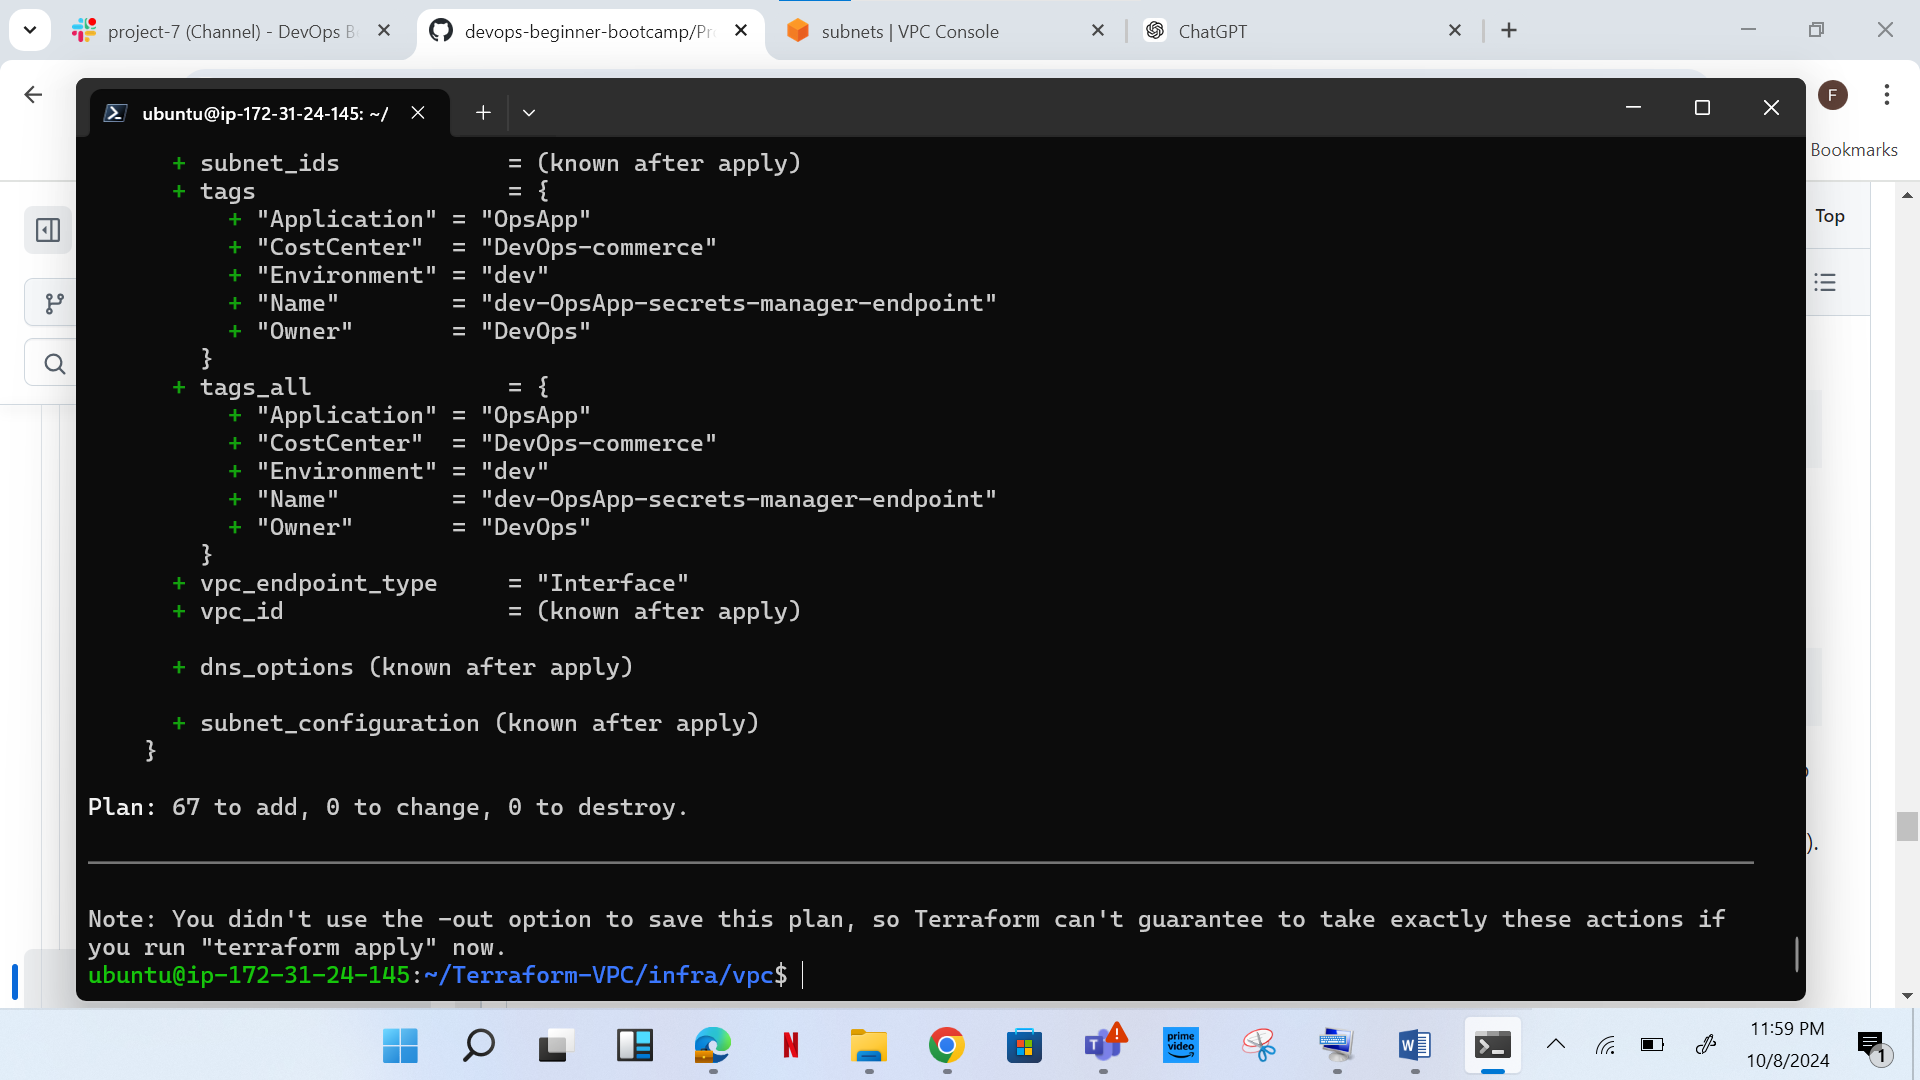 project-7 (Channel) - DevOps B
devops-beginner-bootcamp/Pr
subnets | VPC Console
ChatGPT
ubuntu@ip-172-31-24-145: ~/
F
Bookmarks
Top
+ subnet_ids = (known after apply)
+ tags = {
+ "Application" = "OpsApp"
+ "CostCenter" = "DevOps-commerce"
+ "Environment" = "dev"
+ "Name" = "dev-OpsApp-secrets-manager-endpoint"
+ "Owner" = "DevOps"
}
+ tags_all = {
+ "Application" = "OpsApp"
+ "CostCenter" = "DevOps-commerce"
+ "Environment" = "dev"
+ "Name" = "dev-OpsApp-secrets-manager-endpoint"
+ "Owner" = "DevOps"
}
+ vpc_endpoint_type = "Interface"
+ vpc_id = (known after apply)
+ dns_options (known after apply)
+ subnet_configuration (known after apply)
}
Plan: 67 to add, 0 to change, 0 to destroy.
).
Note: You didn't use the -out option to save this plan, so Terraform can't guarantee to take exactly these actions if
you run "terraform apply" now.
ubuntu@ip-172-31-24-145:~/Terraform-VPC/infra/vpc$
N
prime
video
11:59 PM
10/8/2024
1